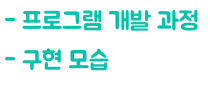 - 프로그램 개발 과정
- 구현 모습